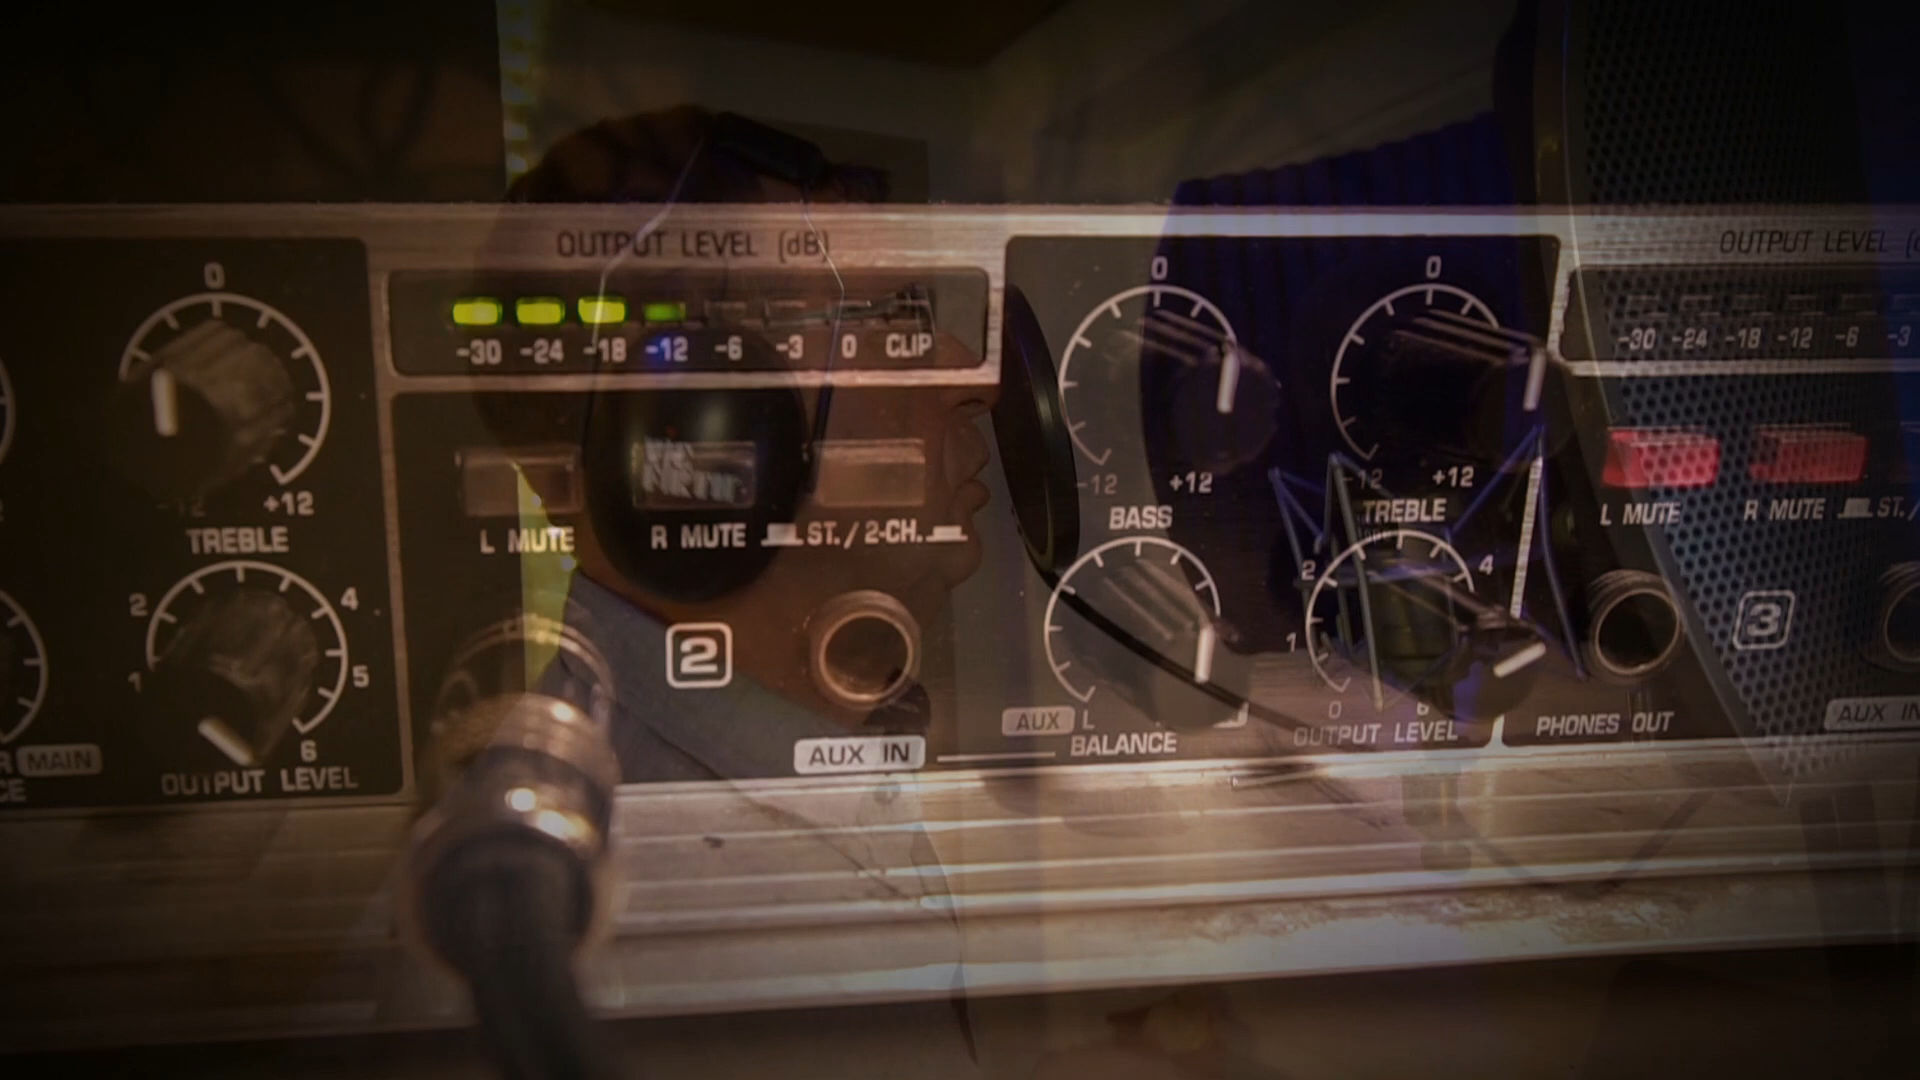 OUTPUT LEVEL (dB)
OUTPUT LEVEL
0
-30 -24 -18 -12 -6 -3 0 CLIP
+12
TREBLE
L MUTE
R MUTE
ST. / 2-CH.
2
4
1
5
6
MAIN
OUTPUT LEVEL
2
AUX IN
0
-12
+12
BASS
0
-12
+12
TREBLE
AUX
L
BALANCE
2
4
1
0
6
OUTPUT LEVEL
PHONES OUT
-30 -24 -18 -12 -6 -3
L MUTE
R MUTE
ST. /
3
AUX IN